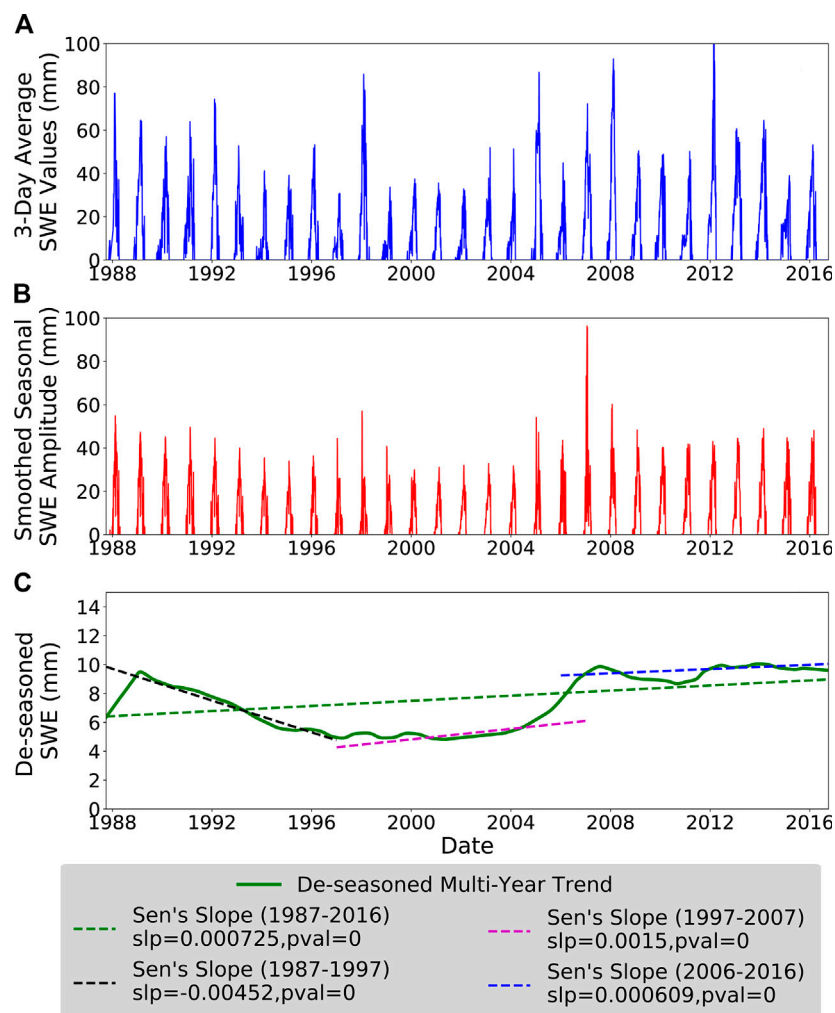 A
3-Day Average
SWE Values (mm)
100
80
60
40
20
0
1988 1992 1996 2000 2004 2008 2012 2016
B
Smoothed Seasonal
SWE Amplitude (mm)
100
80
60
40
20
0
1988 1992 1996 2000 2004 2008 2012 2016
C
De-seasoned
SWE (mm)
14
12
10
8
6
4
2
0
1988 1992 1996 2000 2004 2008 2012 2016
Date
De-seasoned Multi-Year Trend
Sen's Slope (1987-2016)
slp=0.000725,pval=0
Sen's Slope (1987-1997)
slp=-0.00452,pval=0
Sen's Slope (1997-2007)
slp=0.0015,pval=0
Sen's Slope (2006-2016)
slp=0.000609,pval=0